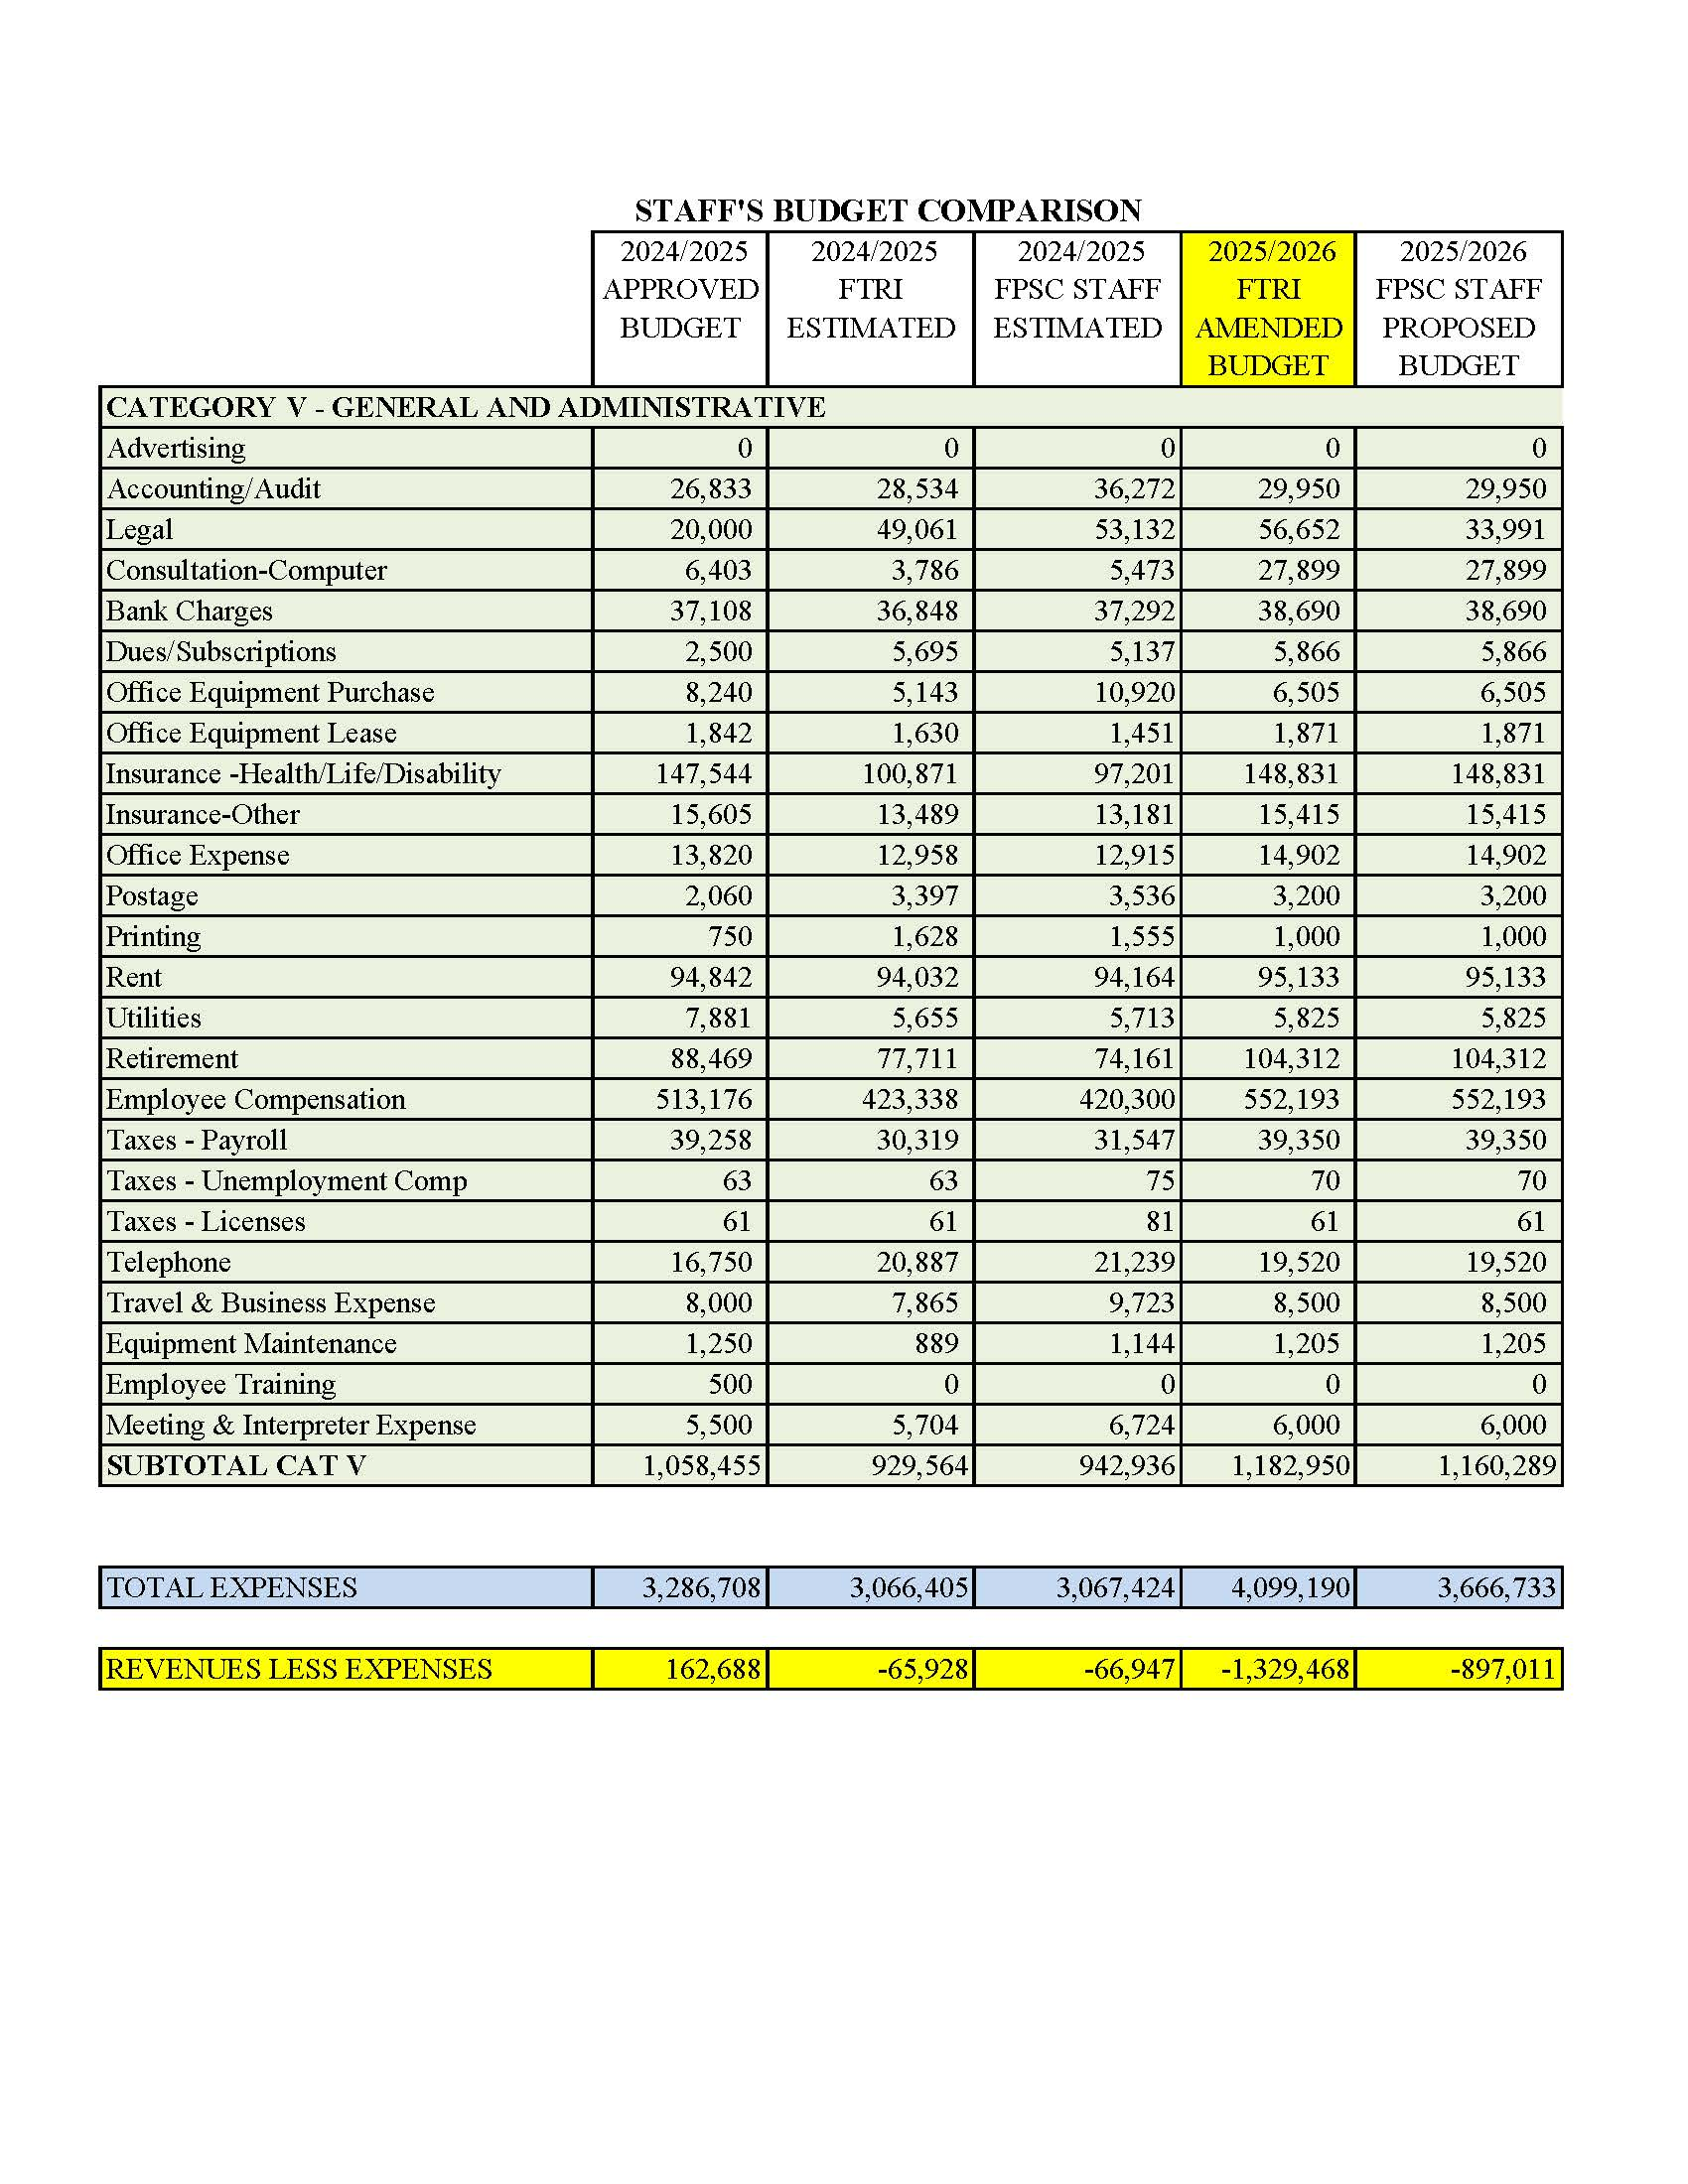 STAFF'S BUDGET COMPARISON
2024/2025 2024/2025 2024/2025 2025/2026 2025/2026
APPROVED FTRI FPSC STAFF FTRI FPSC STAFF
BUDGET ESTIMATED ESTIMATED AMENDED PROPOSED
BUDGET BUDGET
CATEGORY V - GENERAL AND ADMINISTRATIVE
Advertising 0 0 0 0 0
Accounting/Audit 26,833 28,534 36,272 29,950 29,950
Legal 20,000 49,061 53,132 56,652 33,991
Consultation-Computer 6,403 3,786 5,473 27,899 27,899
Bank Charges 37,108 36,848 37,292 38,690 38,690
Dues/Subscriptions 2,500 5,695 5,137 5,866 5,866
Office Equipment Purchase 8,240 5,143 10,920 6,505 6,505
Office Equipment Lease 1,842 1,630 1,451 1,871 1,871
Insurance -Health/Life/Disability 147,544 100,871 97,201 148,831 148,831
Insurance-Other 15,605 13,489 13,181 15,415 15,415
Office Expense 13,820 12,958 12,915 14,902 14,902
Postage 2,060 3,397 3,536 3,200 3,200
Printing 750 1,628 1,555 1,000 1,000
Rent 94,842 94,032 94,164 95,133 95,133
Utilities 7,881 5,655 5,713 5,825 5,825
Retirement 88,469 77,711 74,161 104,312 104,312
Employee Compensation 513,176 423,338 420,300 552,193 552,193
Taxes - Payroll 39,258 30,319 31,547 39,350 39,350
Taxes - Unemployment Comp 63 63 75 70 70
Taxes - Licenses 61 61 81 61 61
Telephone 16,750 20,887 21,239 19,520 19,520
Travel & Business Expense 8,000 7,865 9,723 8,500 8,500
Equipment Maintenance 1,250 889 1,144 1,205 1,205
Employee Training 500 0 0 0 0
Meeting & Interpreter Expense 5,500 5,704 6,724 6,000 6,000
SUBTOTAL CAT V 1,058,455 929,564 942,936 1,182,950 1,160,289
TOTAL EXPENSES 3,286,708 3,066,405 3,067,424 4,099,190 3,666,733
REVENUES LESS EXPENSES 162,688 -65,928 -66,947 -1,329,468 -897,011